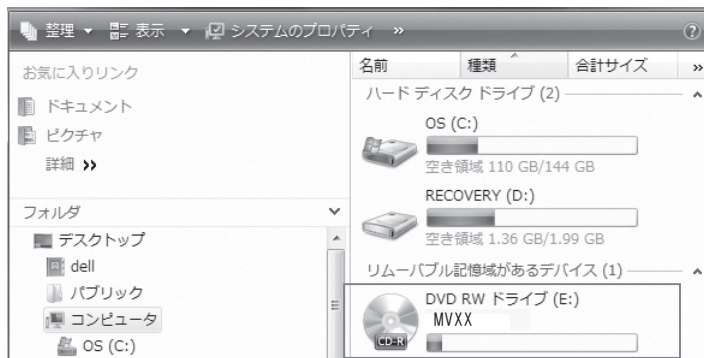 整理 表示 システムのプロパティ »
お気に入りリンク
ドキュメント
ピクチャ
詳細 »
フォルダ
デスクトップ
dell
パブリック
コンピュータ
OS (C:)
名前 種類 合計サイズ »
ハード ディスク ドライブ (2)
OS (C:)
空き領域 110 GB/144 GB
RECOVERY (D:)
空き領域 1.36 GB/1.99 GB
リムーバブル記憶域があるデバイス (1)
DVD RW ドライブ (E:)
MVXX
CD-R